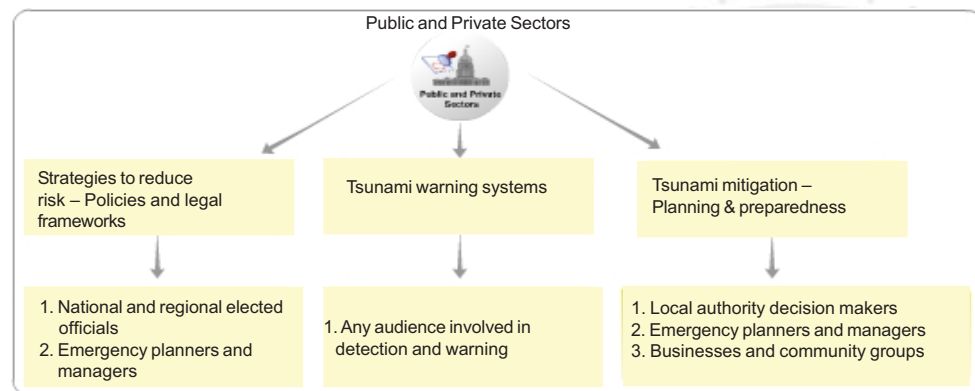 Public and Private Sectors
Public and Private
Sectors
Strategies to reduce
risk – Policies and legal
frameworks
Tsunami warning systems
Tsunami mitigation –
Planning & preparedness
1. National and regional elected
officials
2. Emergency planners and
managers
1. Any audience involved in
detection and warning
1. Local authority decision makers
2. Emergency planners and managers
3. Businesses and community groups